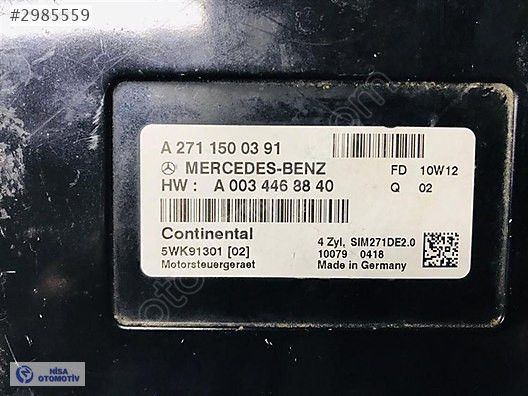 #2985559
A 271 150 03 91
MERCEDES-BENZ
FD 10W12
HW : A 003 446 88 40
Q 02
Continental
5WK91301 [02]
4 Zyl, SIM271DE2.0
Motorsteuergeraet
10079 0418
Made in Germany
NİSA
OTOMOTİV